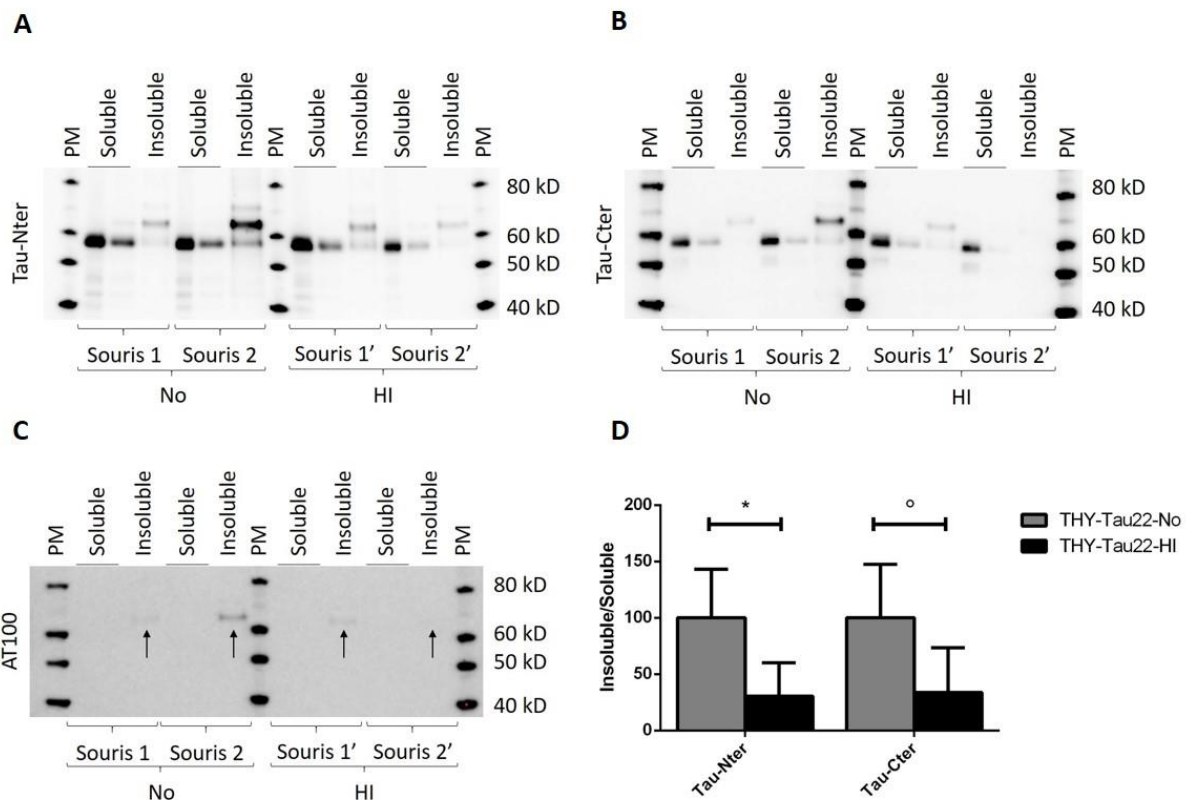 A
PM Soluble Insoluble Soluble Insoluble PM Soluble Insoluble Soluble Insoluble PM
Tau-Nter
80 kD
60 kD
50 kD
40 kD
Souris 1 Souris 2 Souris 1’ Souris 2’
No HI
B
PM Soluble Insoluble Soluble Insoluble PM Soluble Insoluble Soluble Insoluble PM
Tau-Cter
80 kD
60 kD
50 kD
40 kD
Souris 1 Souris 2 Souris 1’ Souris 2’
No HI
C
PM Soluble Insoluble Soluble Insoluble PM Soluble Insoluble Soluble Insoluble PM
AT100
80 kD
60 kD
50 kD
40 kD
Souris 1 Souris 2 Souris 1’ Souris 2’
No HI
D
Insoluble/Soluble
200
150
100
50
0
* °
THY-Tau22-No
THY-Tau22-HI
Tau-Nter Tau-Cter